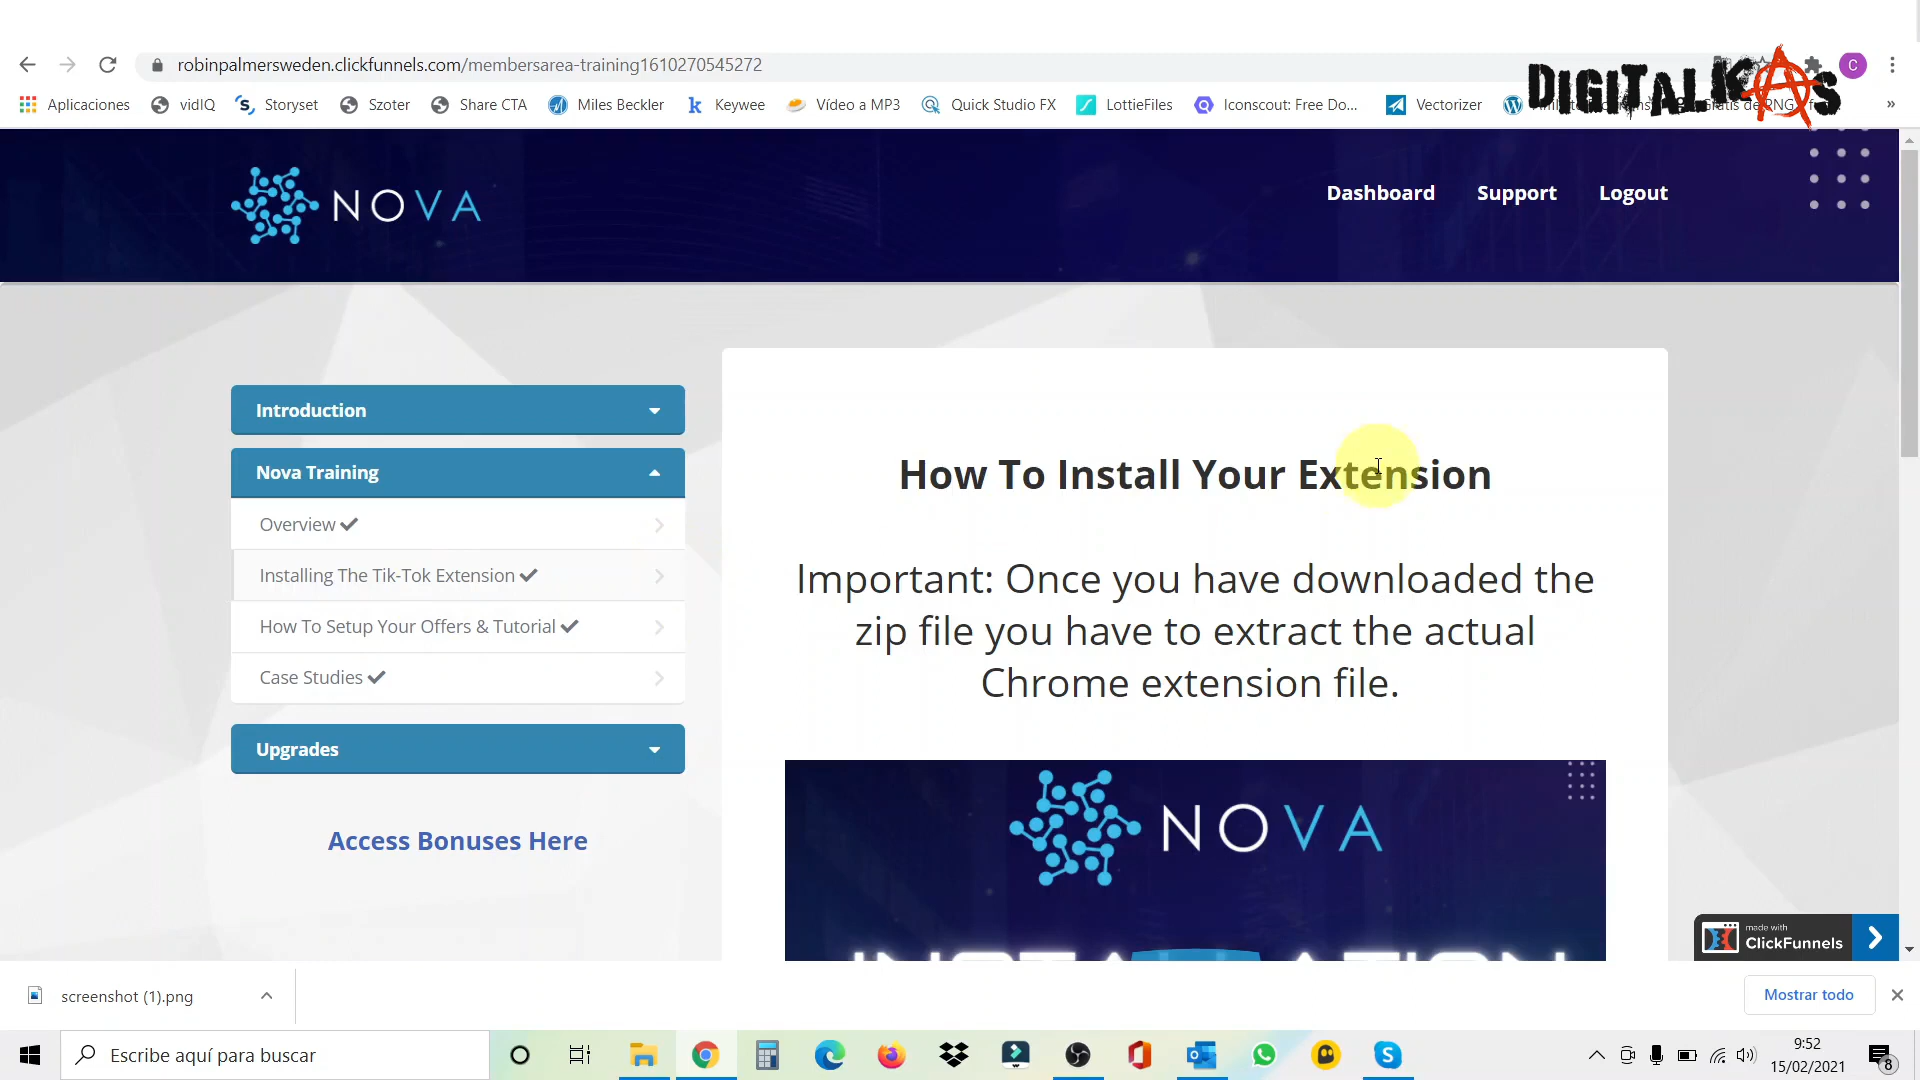 robinpalmersweden.clickfunnels.com/membersarea-training1610270545272
C
DIGITALKAS
Aplicaciones
vidIQ
Storyset
Szoter
Share CTA
Miles Beckler
Keywee
Vídeo a MP3
Quick Studio FX
LottieFiles
Iconscout: Free Do...
Vectorizer
»
NOVA
Dashboard
Support
Logout
Introduction
Nova Training
Overview
Installing The Tik-Tok Extension
How To Setup Your Offers & Tutorial
Case Studies
Upgrades
Access Bonuses Here
How To Install Your Extension
Important: Once you have downloaded the
zip file you have to extract the actual
Chrome extension file.
NOVA
made with
ClickFunnels
screenshot (1).png
Mostrar todo
Escribe aquí para buscar
9:52
15/02/2021
8